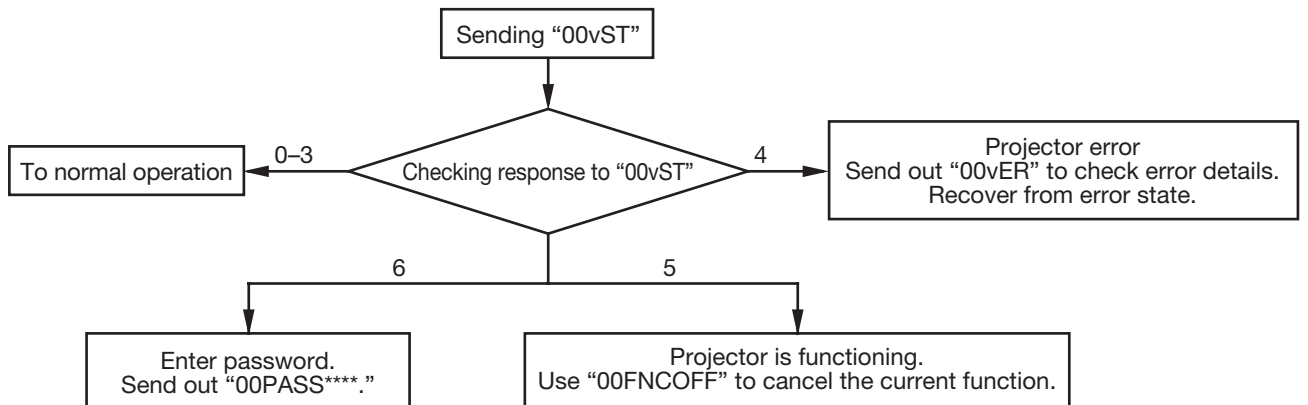 Sending “00vST”
0–3
4
To normal operation
Checking response to “00vST”
Projector error
Send out “00vER” to check error details.
Recover from error state.
6
5
Enter password.
Send out “00PASS****.”
Projector is functioning.
Use “00FNCOFF” to cancel the current function.